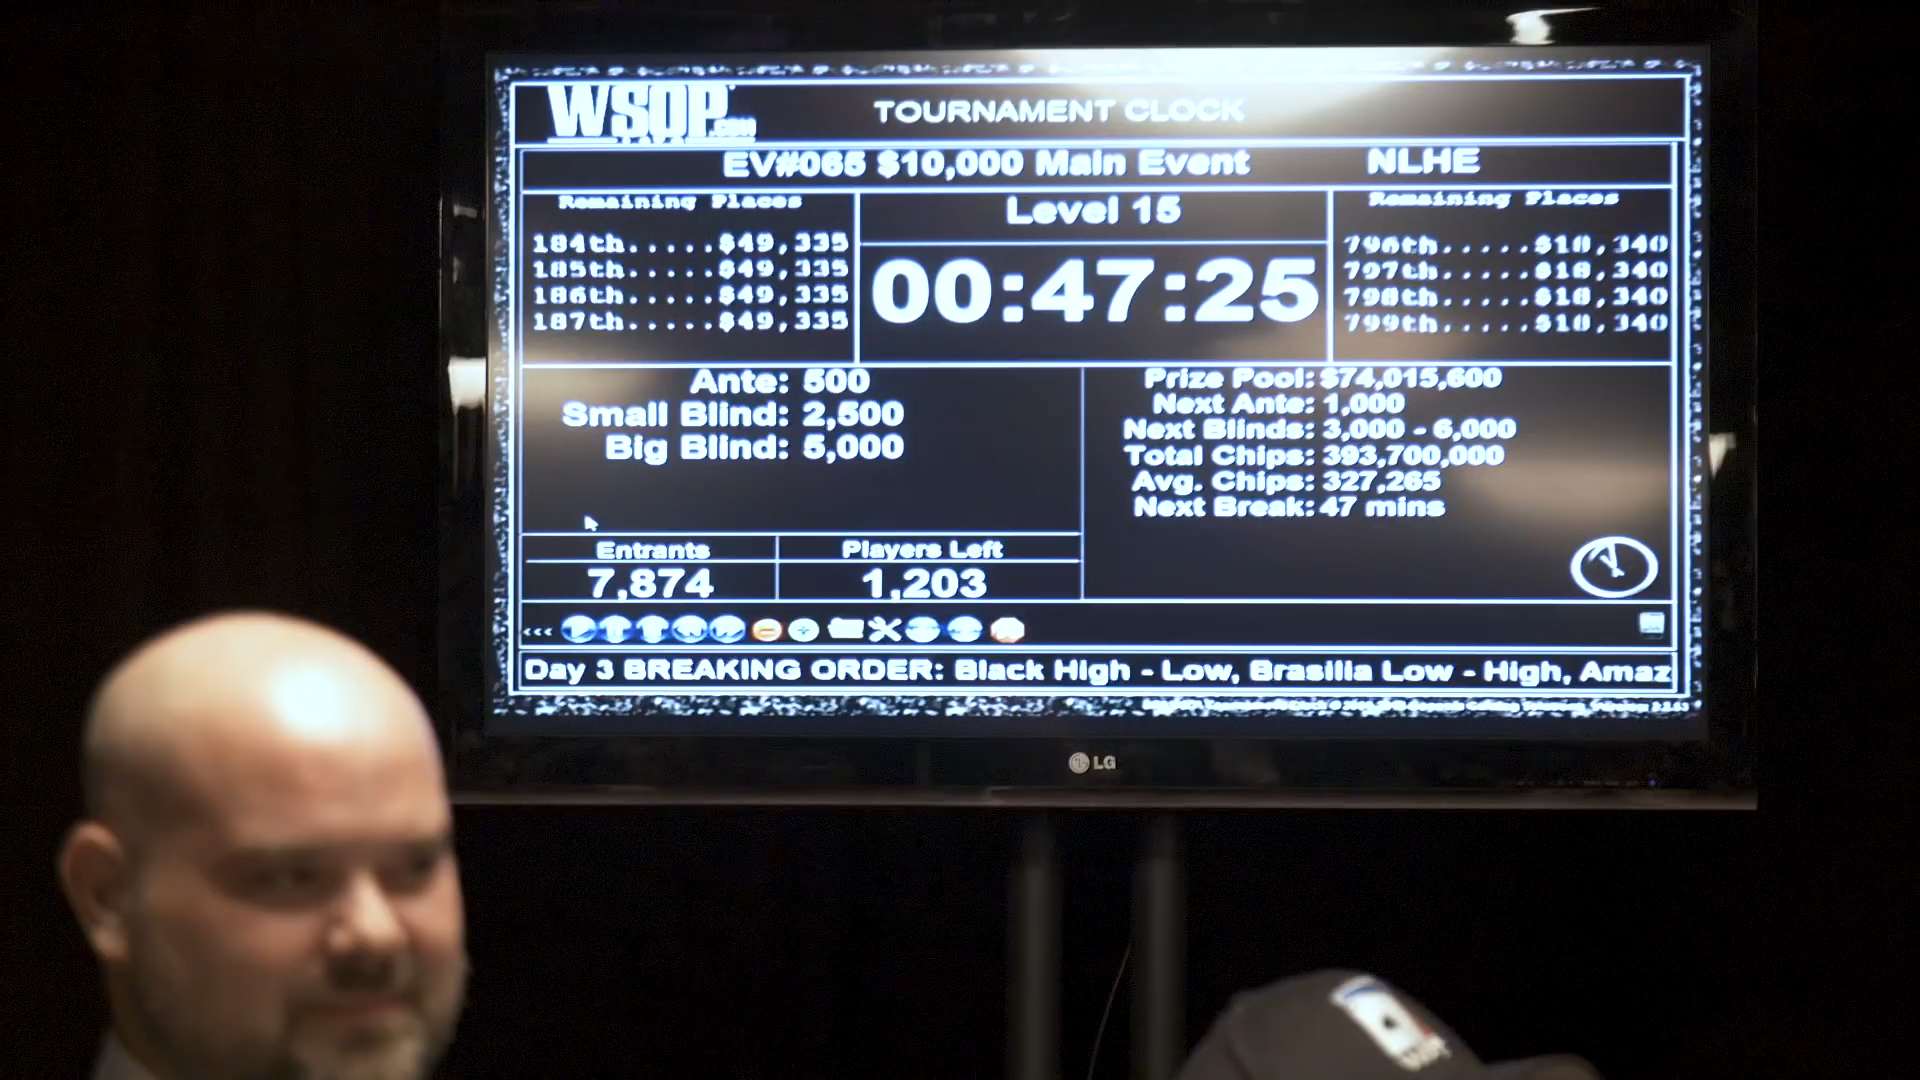 WSOP.com
TOURNAMENT CLOCK
EV#065 $10,000 Main Event NLHE
Remaining Places
184th.....$49,335
185th.....$49,335
186th.....$49,335
187th.....$49,335
Level 15
00:47:25
Remaining Places
796th.....$18,340
797th.....$18,340
798th.....$18,340
799th.....$18,340
Ante: 500
Small Blind: 2,500
Big Blind: 5,000
Prize Pool: $74,015,600
Next Ante: 1,000
Next Blinds: 3,000 - 6,000
Total Chips: 393,700,000
Avg. Chips: 327,265
Next Break: 47 mins
Entrants
7,874
Players Left
1,203
<<<
Day 3 BREAKING ORDER: Black High - Low, Brasilia Low - High, Amaz
LG